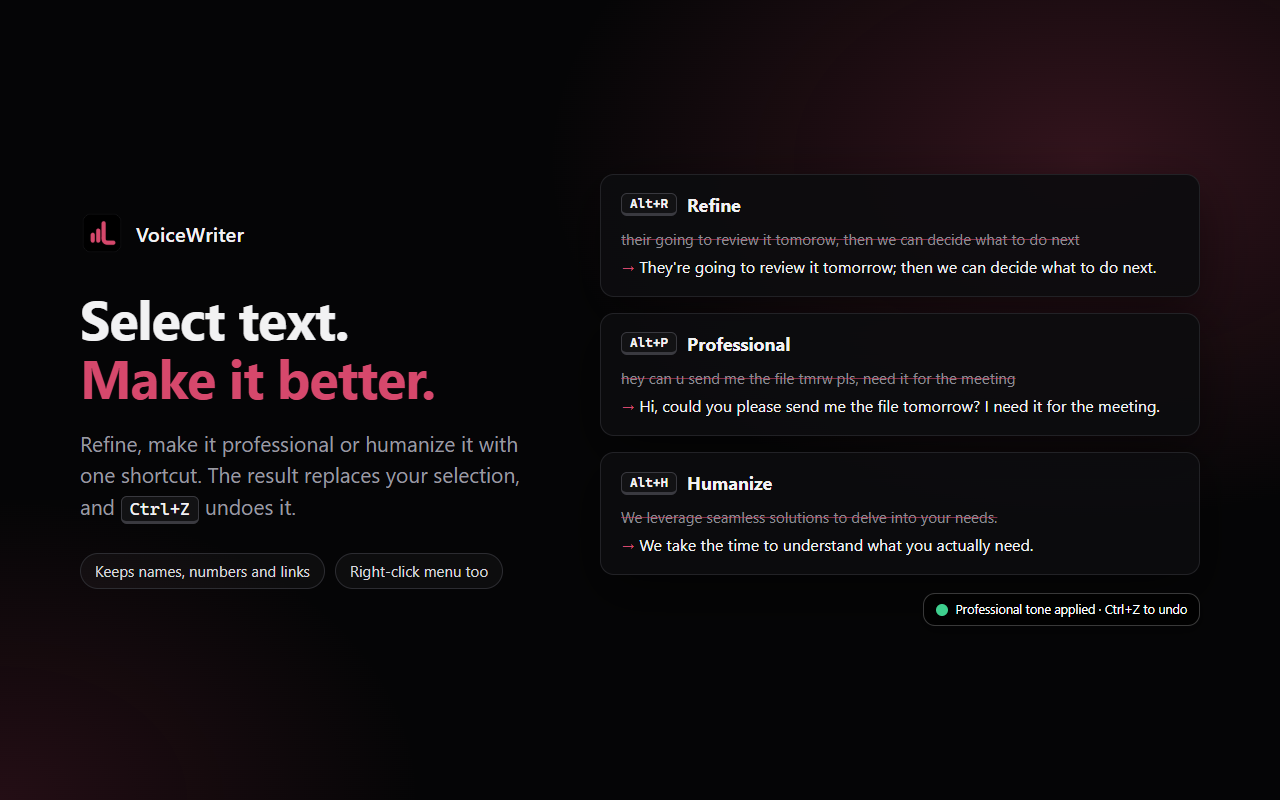 VoiceWriter
Select text.
Make it better.
Refine, make it professional or humanize it with
one shortcut. The result replaces your selection,
and Ctrl+Z undoes it.
Keeps names, numbers and links
Right-click menu too
Alt+R Refine
their going to review it tomorow, then we can decide what to do next
→ They're going to review it tomorrow; then we can decide what to do next.
Alt+P Professional
hey can u send me the file tmrw pls, need it for the meeting
→ Hi, could you please send me the file tomorrow? I need it for the meeting.
Alt+H Humanize
We leverage seamless solutions to delve into your needs.
→ We take the time to understand what you actually need.
Professional tone applied · Ctrl+Z to undo